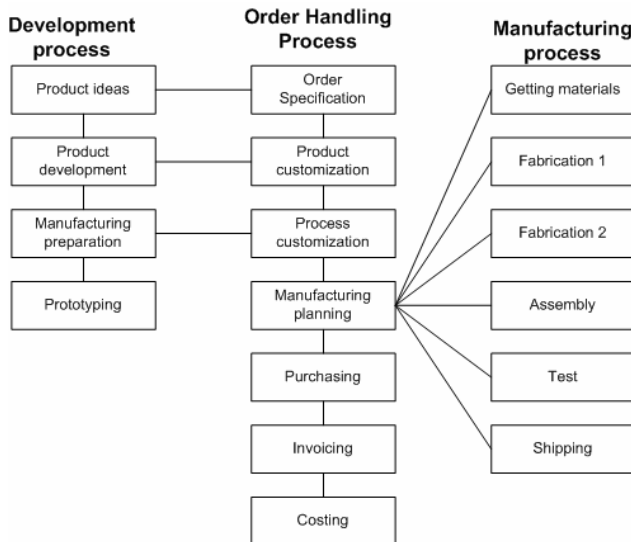 Development
process
Product ideas
Product
development
Manufacturing
preparation
Prototyping
Order Handling
Process
Order
Specification
Product
customization
Process
customization
Manufacturing
planning
Purchasing
Invoicing
Costing
Manufacturing
process
Getting materials
Fabrication 1
Fabrication 2
Assembly
Test
Shipping